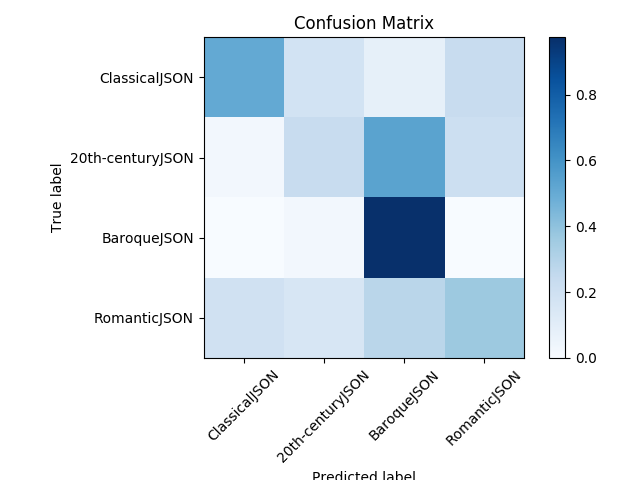 Confusion Matrix
True label
ClassicalJSON
20th-centuryJSON
BaroqueJSON
RomanticJSON
ClassicalJSON
20th-centuryJSON
BaroqueJSON
RomanticJSON
Predicted label
0.8
0.6
0.4
0.2
0.0